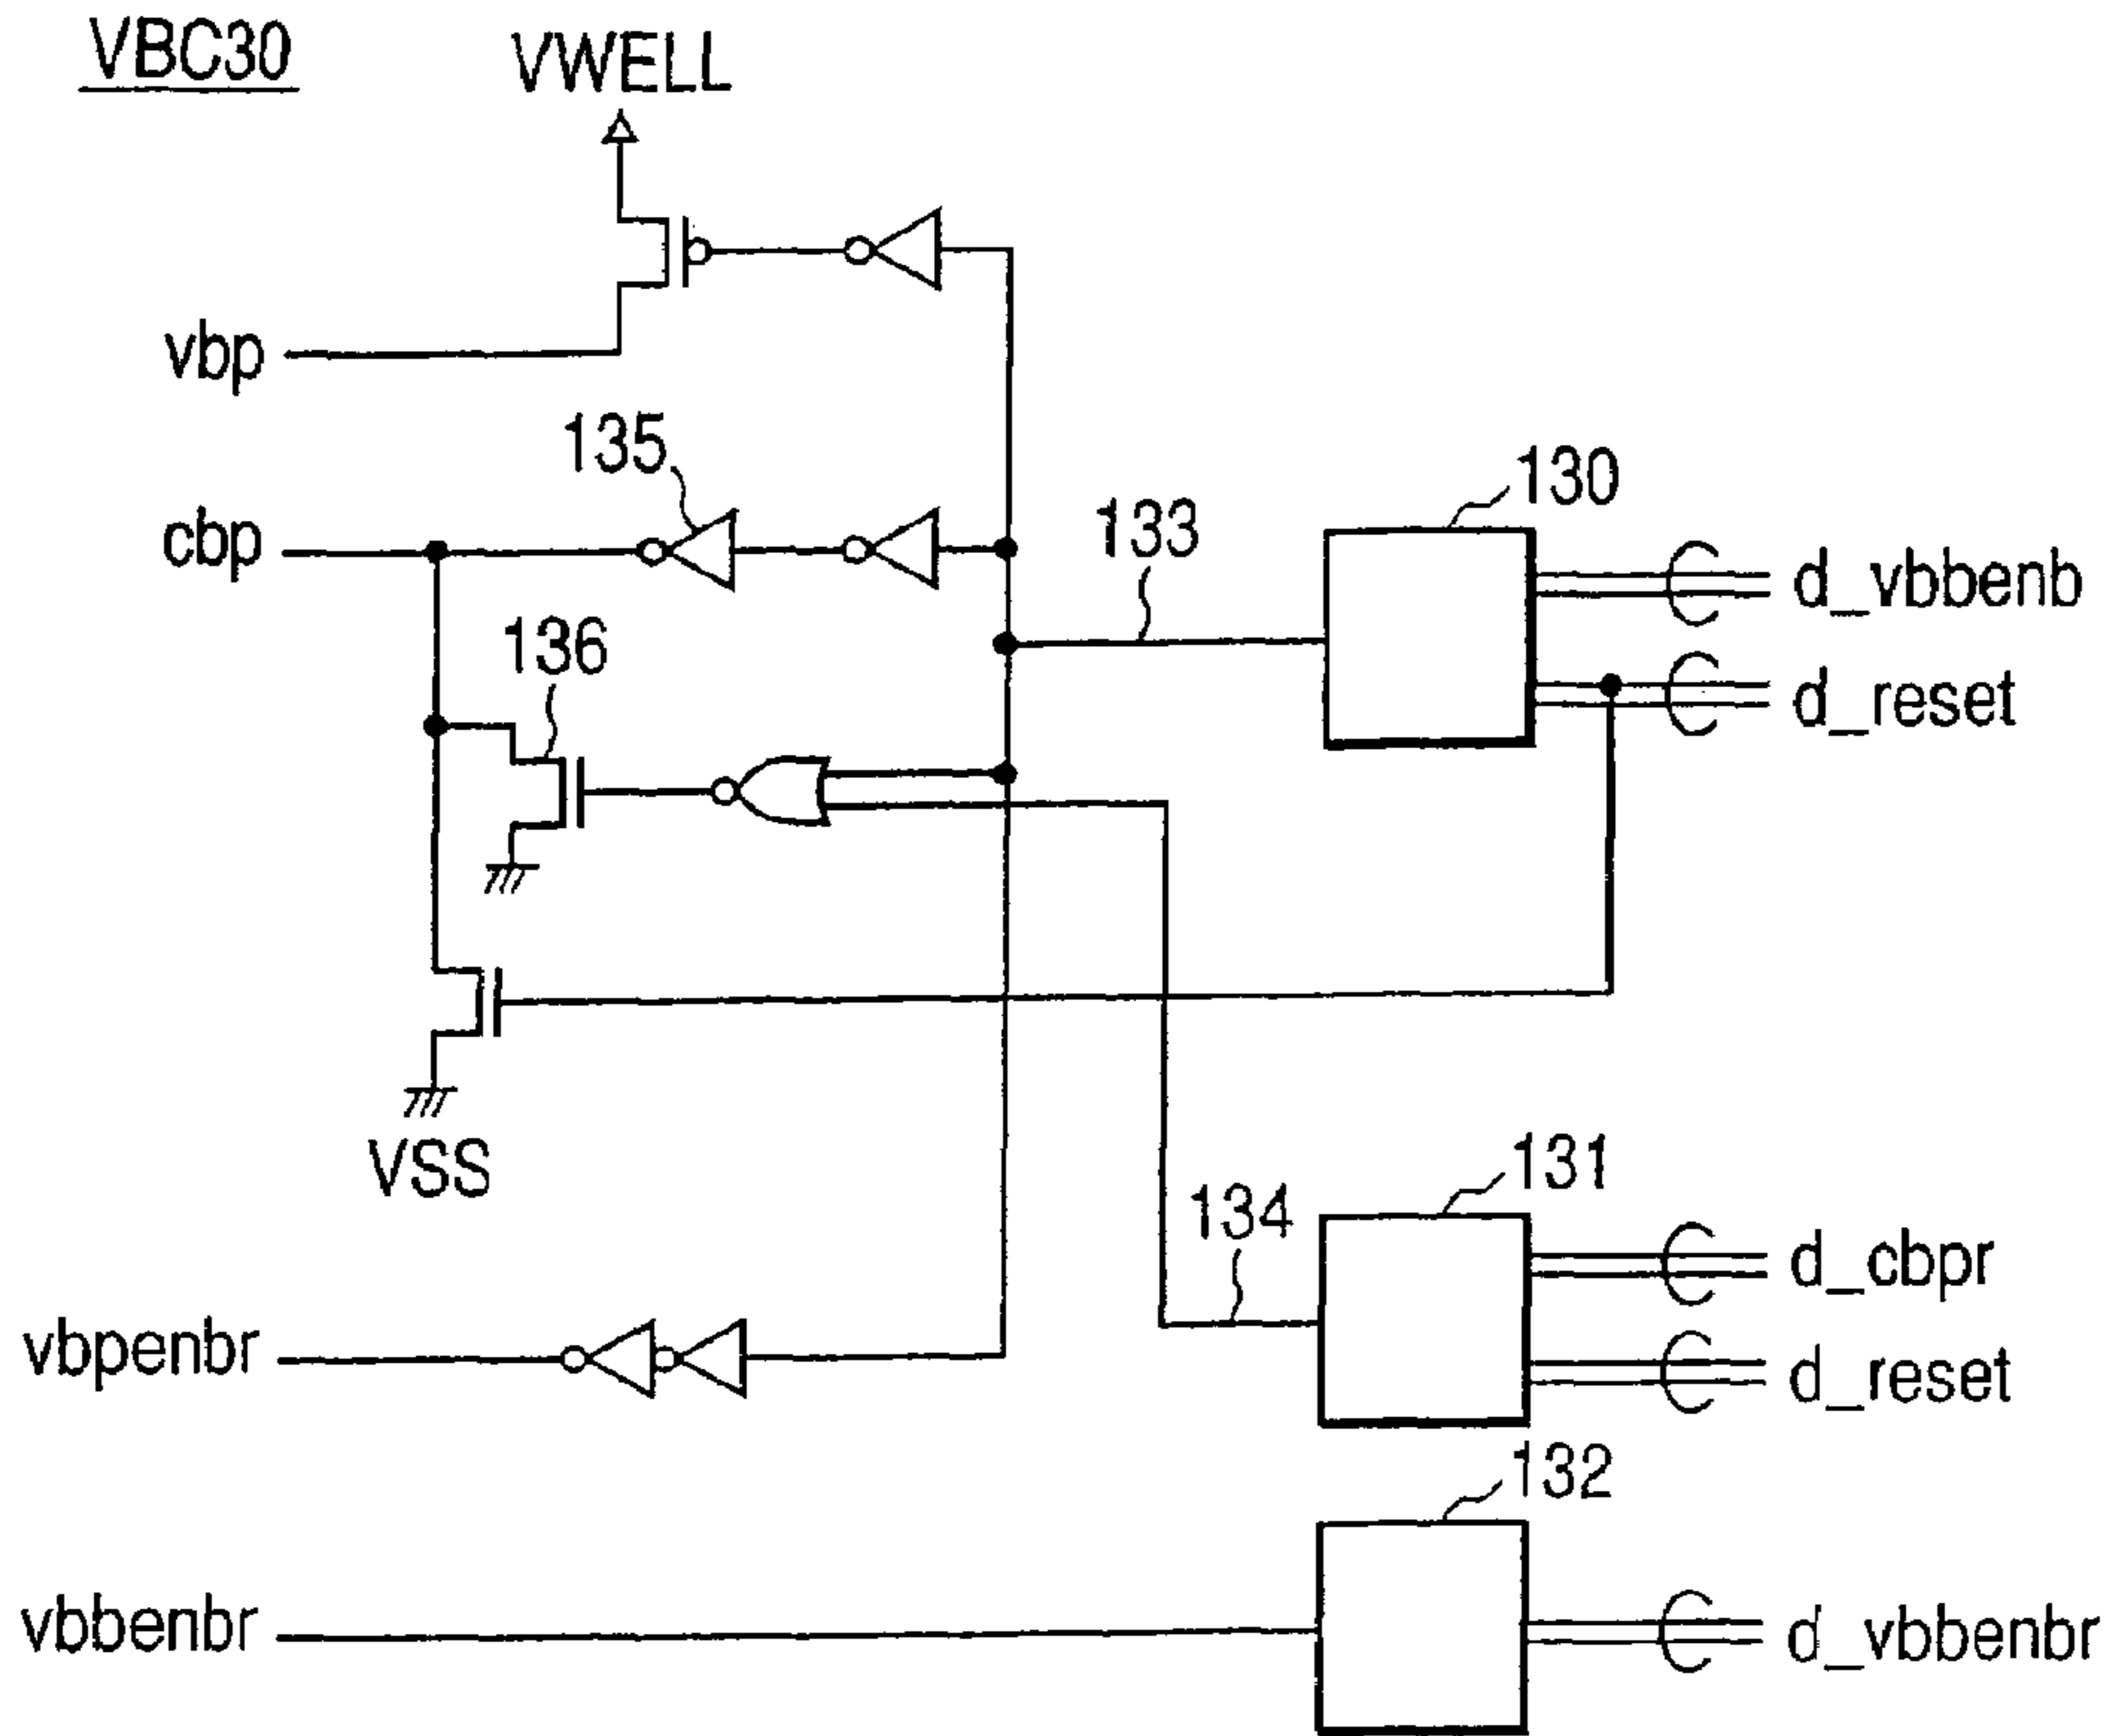 VBC30
VWELL
vbp
135
cbp
133
130
d_vbbenb
136
d_reset
VSS
131
134
d_cbpr
vbpenbr
d_reset
132
vbbenbr
d_vbbenbr